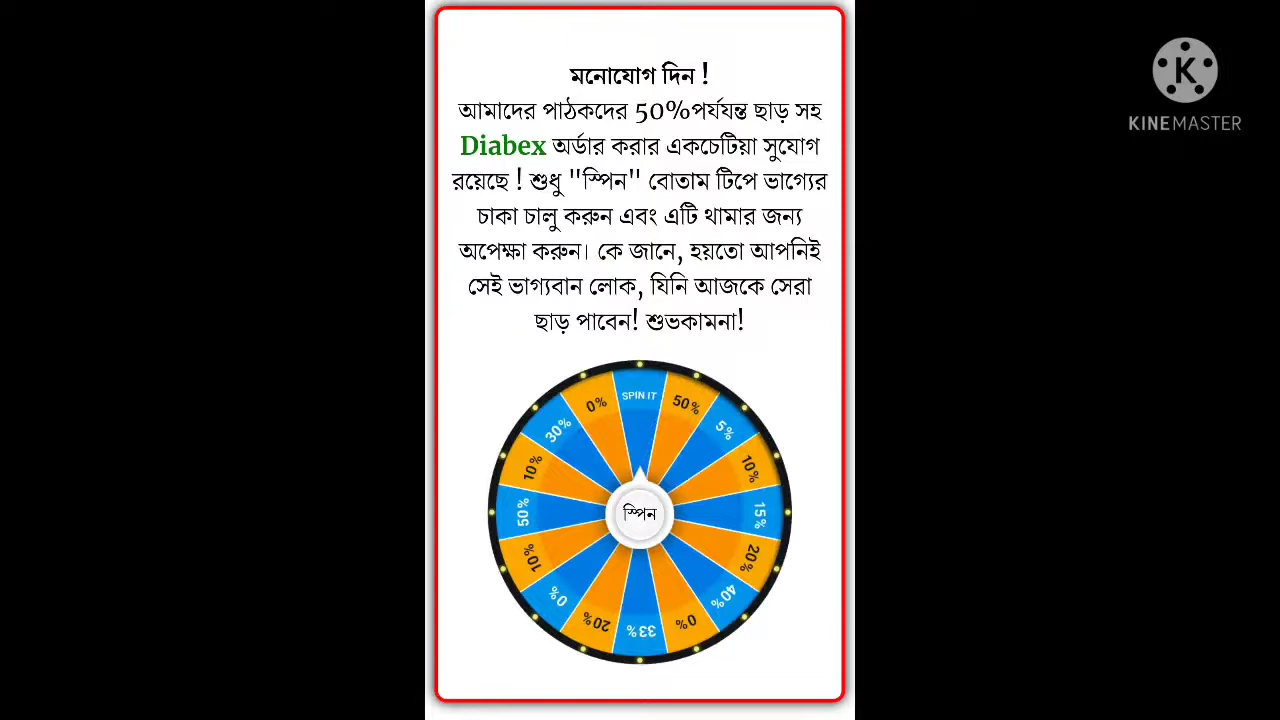 মনোযোগ দিন !
আমাদের পাঠকদের 50%পর্যযন্ত ছাড় সহ
Diabex অর্ডার করার একচেটিয়া সুযোগ
রয়েছে ! শুধু "স্পিন" বোতাম টিপে ভাগ্যের
চাকা চালু করুন এবং এটি থামার জন্য
অপেক্ষা করুন। কে জানে, হয়তো আপনিই
সেই ভাগ্যবান লোক, যিনি আজকে সেরা
ছাড় পাবেন! শুভকামনা!
SPIN IT
50%
5%
10%
15%
20%
40%
0%
33%
20%
0%
10%
50%
10%
30%
0%
স্পিন
K
KINEMASTER